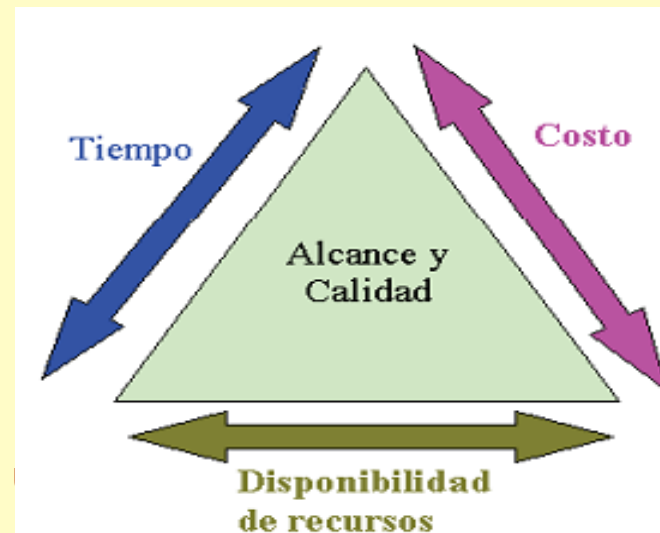 Tiempo
Costo
Alcance y
Calidad
Disponibilidad
de recursos